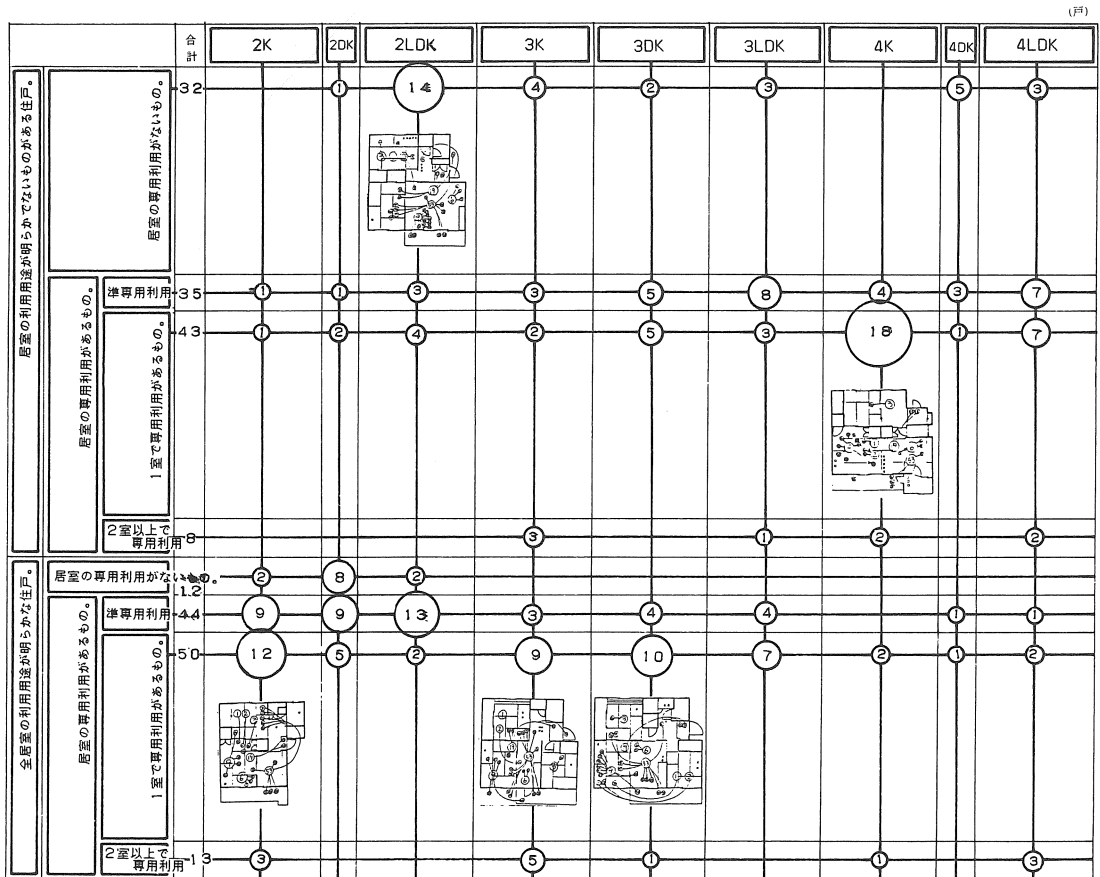 (戸)
合計 2K 2DK 2LDK 3K 3DK 3LDK 4K 4DK 4LDK
居室の利用用途が明らかでないものがある住戸。
居室の専用利用がないもの。
32 1 14 4 2 3 5 3
居室の専用利用があるもの。
準専用利用 35 1 1 3 3 5 8 4 3 7
1室で専用利用があるもの。
43 1 2 4 2 5 3 18 1 7
2室以上で
専用利用 8 3 1 2 2
全居室の利用用途が明らかな住戸。
居室の専用利用がないもの。
12 2 8 2
居室の専用利用があるもの。
準専用利用 44 9 9 13 3 4 4 1 1
1室で専用利用があるもの。
50 12 5 2 9 10 7 2 1 2
2室以上で
専用利用 13 3 5 1 1 3